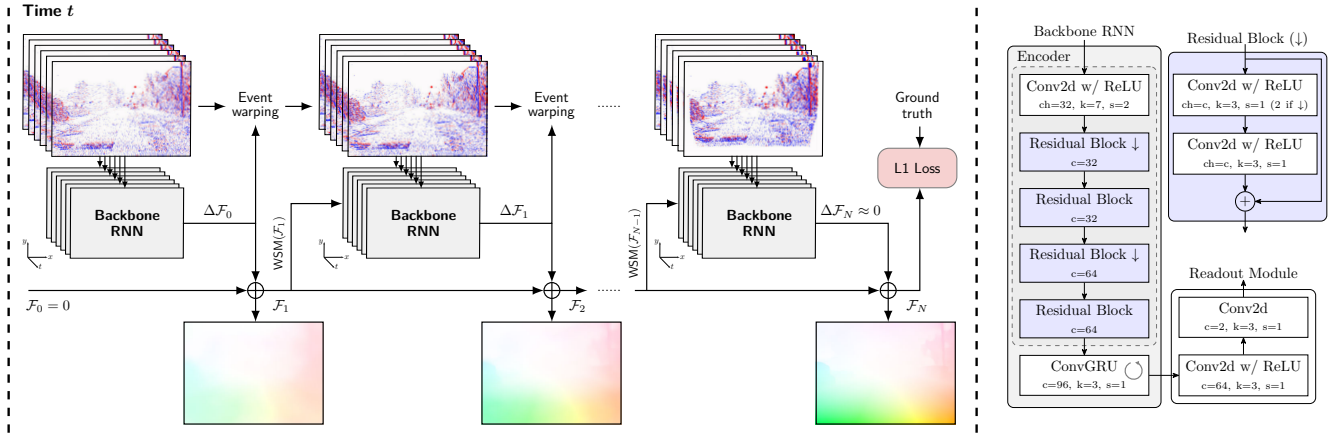 Time t
Event
warping
Event
warping
......
Ground
truth
L1 Loss
Backbone
RNN
Backbone
RNN
Backbone
RNN
ΔF₀
ΔF₁
ΔF_N ≈ 0
WSM(F₁)
WSM(F_{N−1})
y
x
t
y
x
t
y
x
t
F₀ = 0
F₁
F₂
......
F_N
Backbone RNN
Encoder
Conv2d w/ ReLU
ch=32, k=7, s=2
Residual Block ↓
c=32
Residual Block
c=32
Residual Block ↓
c=64
Residual Block
c=64
ConvGRU
c=96, k=3, s=1
Residual Block (↓)
Conv2d w/ ReLU
ch=c, k=3, s=1 (2 if ↓)
Conv2d w/ ReLU
ch=c, k=3, s=1
+
Readout Module
Conv2d
c=2, k=3, s=1
Conv2d w/ ReLU
c=64, k=3, s=1